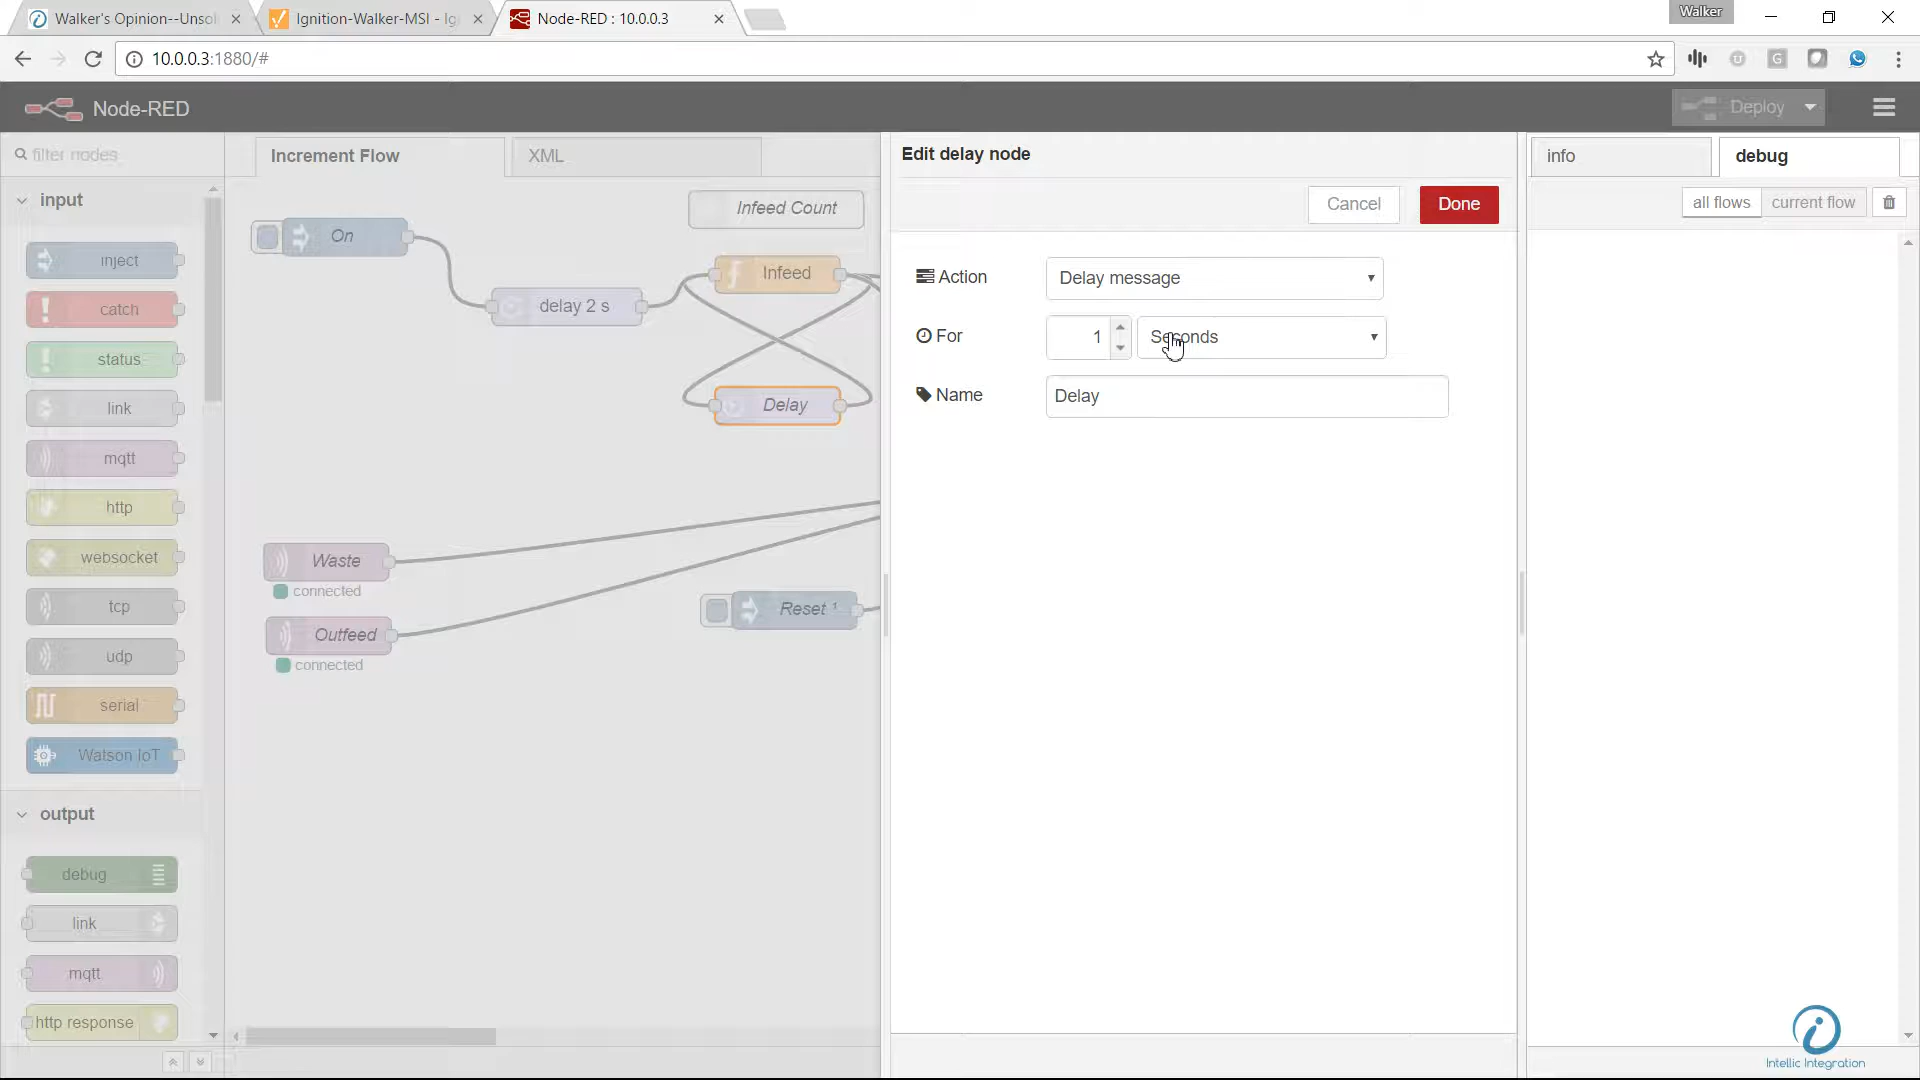 Walker's Opinion--Unsol
Ignition-Walker-MSI - Ig
Node-RED : 10.0.0.3
Walker
10.0.0.3:1880/#
Node-RED
Deploy
filter nodes
Increment Flow
XML
Edit delay node
info
debug
Cancel
Done
all flows
current flow
input
inject
catch
status
link
mqtt
http
websocket
tcp
udp
serial
Watson IoT
output
debug
link
mqtt
http response
On
delay 2 s
Infeed Count
Infeed
Delay
Waste
connected
Outfeed
connected
Reset ¹
Action
Delay message
For
1
Seconds
Name
Delay
Intellic Integration